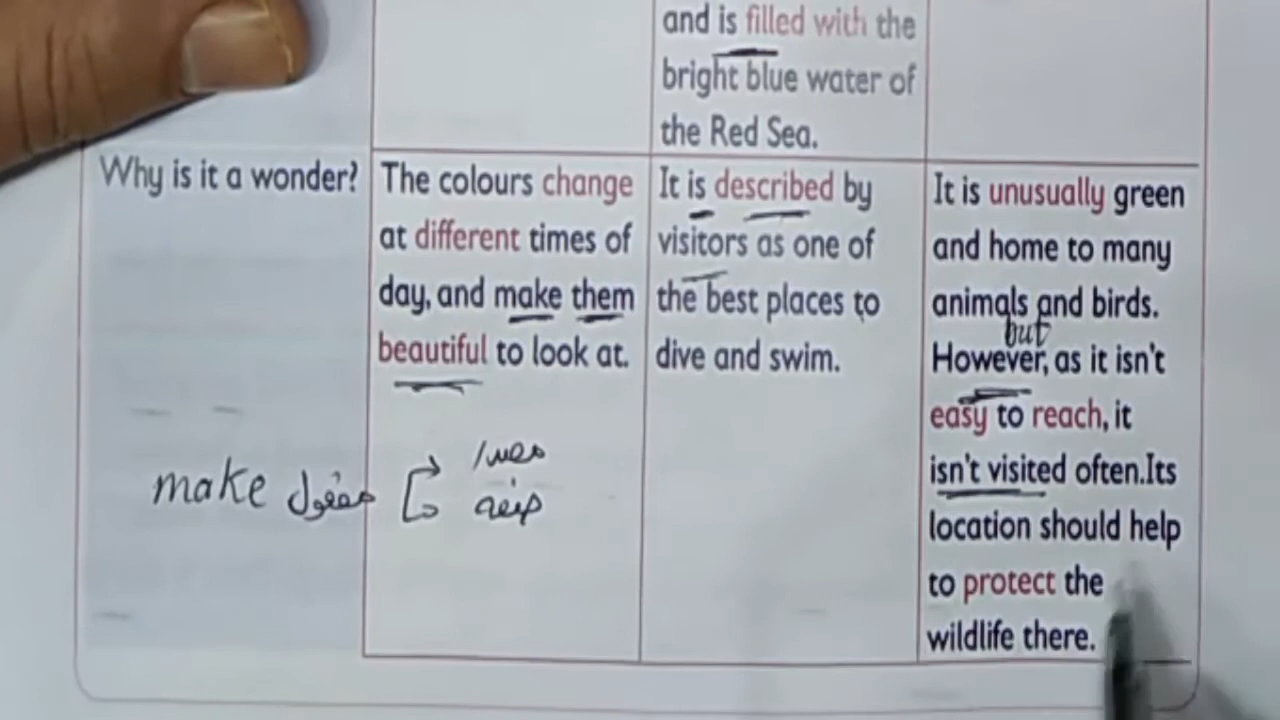 and is filled with the
bright blue water of
the Red Sea.
Why is it a wonder?
The colours change
at different times of
day, and make them
beautiful to look at.
It is described by
visitors as one of
the best places to
dive and swim.
It is unusually green
and home to many
animals and birds.
but
However, as it isn't
easy to reach, it
isn't visited often.Its
location should help
to protect the
wildlife there.
make مفعول
مصدر
صفة